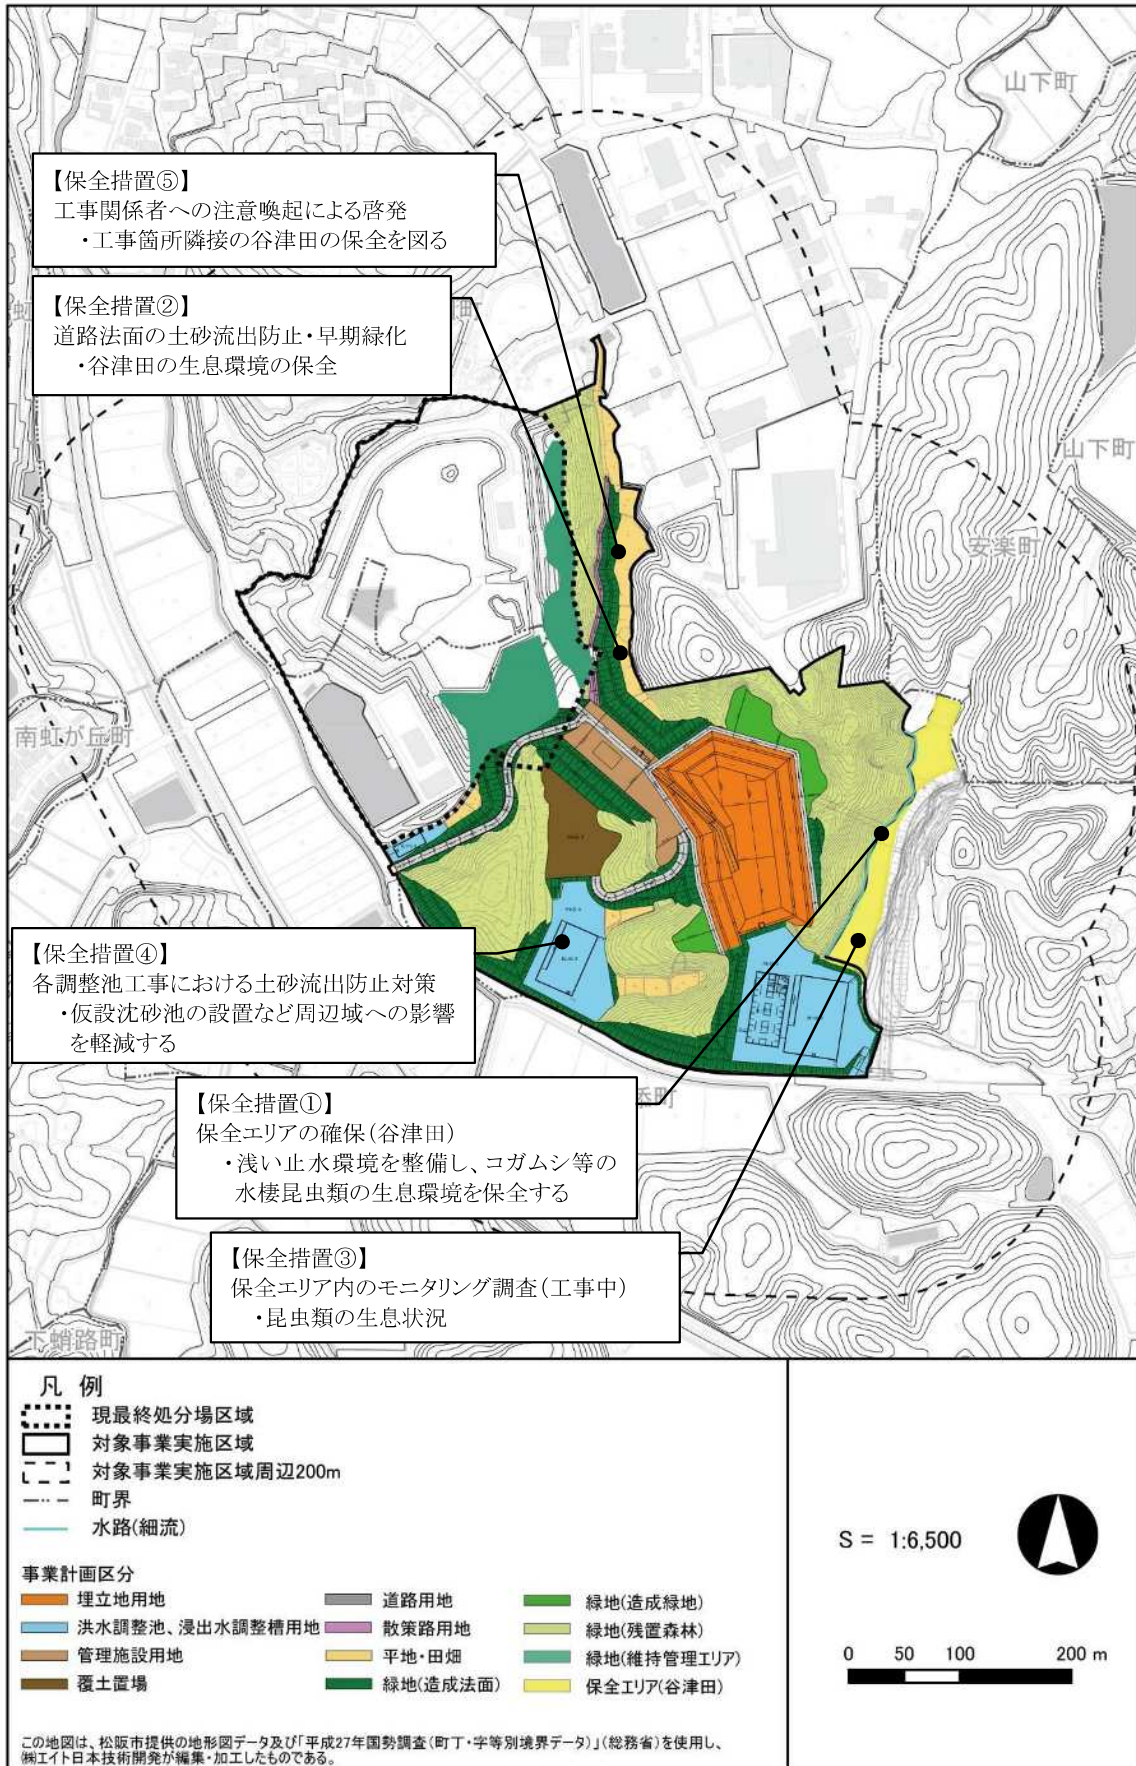 山下町
【保全措置⑤】
工事関係者への注意喚起による啓発
・工事箇所隣接の谷津田の保全を図る
【保全措置②】
道路法面の土砂流出防止・早期緑化
・谷津田の生息環境の保全
町
山下町
安楽町
南虹が丘町
【保全措置④】
各調整池工事における土砂流出防止対策
・仮設沈砂池の設置など周辺域への影響
を軽減する
【保全措置①】
保全エリアの確保(谷津田)
・浅い止水環境を整備し、コガムシ等の
水棲昆虫類の生息環境を保全する
町
【保全措置③】
保全エリア内のモニタリング調査(工事中)
・昆虫類の生息状況
下蛸路町
凡 例
現最終処分場区域
対象事業実施区域
対象事業実施区域周辺200m
町界
水路(細流)
事業計画区分
埋立地用地
洪水調整池、浸出水調整槽用地
管理施設用地
覆土置場
道路用地
散策路用地
平地・田畑
緑地(造成法面)
緑地(造成緑地)
緑地(残置森林)
緑地(維持管理エリア)
保全エリア(谷津田)
S = 1:6,500
0 50 100 200 m
この地図は、松阪市提供の地形図データ及び「平成27年国勢調査(町丁・字等別境界データ)」(総務省)を使用し、
㈱エイト日本技術開発が編集・加工したものである。